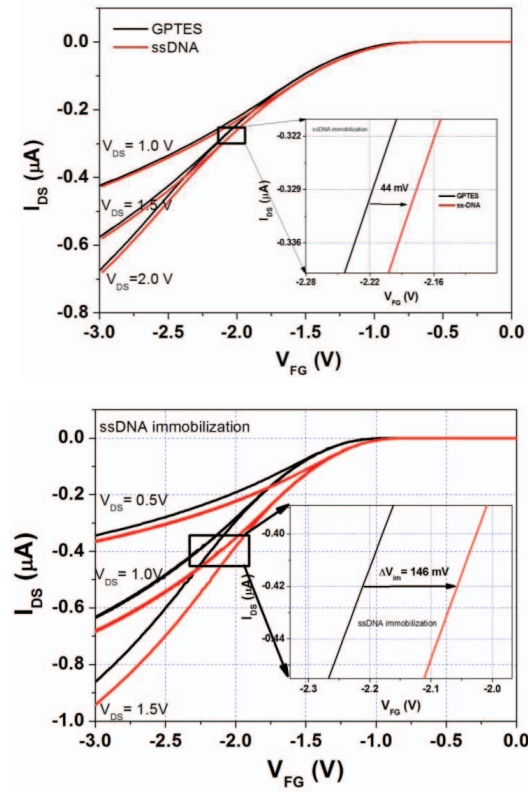 GPTES
ssDNA
0.0
-0.2
-0.4
-0.6
-0.8
I_DS (μA)
V_DS= 1.0 V
V_DS= 1.5 V
V_DS=2.0 V
ssDNA immobilization
-0.322
-0.329
-0.336
I_DS (μA)
44 mV
GPTES
ss-DNA
-2.28 -2.22 -2.16
V_FG (V)
-3.0 -2.5 -2.0 -1.5 -1.0 -0.5 0.0
V_FG (V)
ssDNA immobilization
0.0
-0.2
-0.4
-0.6
-0.8
-1.0
I_DS (μA)
V_DS= 0.5V
V_DS= 1.0V
V_DS= 1.5V
-0.40
-0.42
-0.44
I_DS (μA)
ΔV_im= 146 mV
ssDNA immobilization
-2.3 -2.2 -2.1 -2.0
V_FG (V)
-3.0 -2.5 -2.0 -1.5 -1.0 -0.5 0.0
V_FG (V)